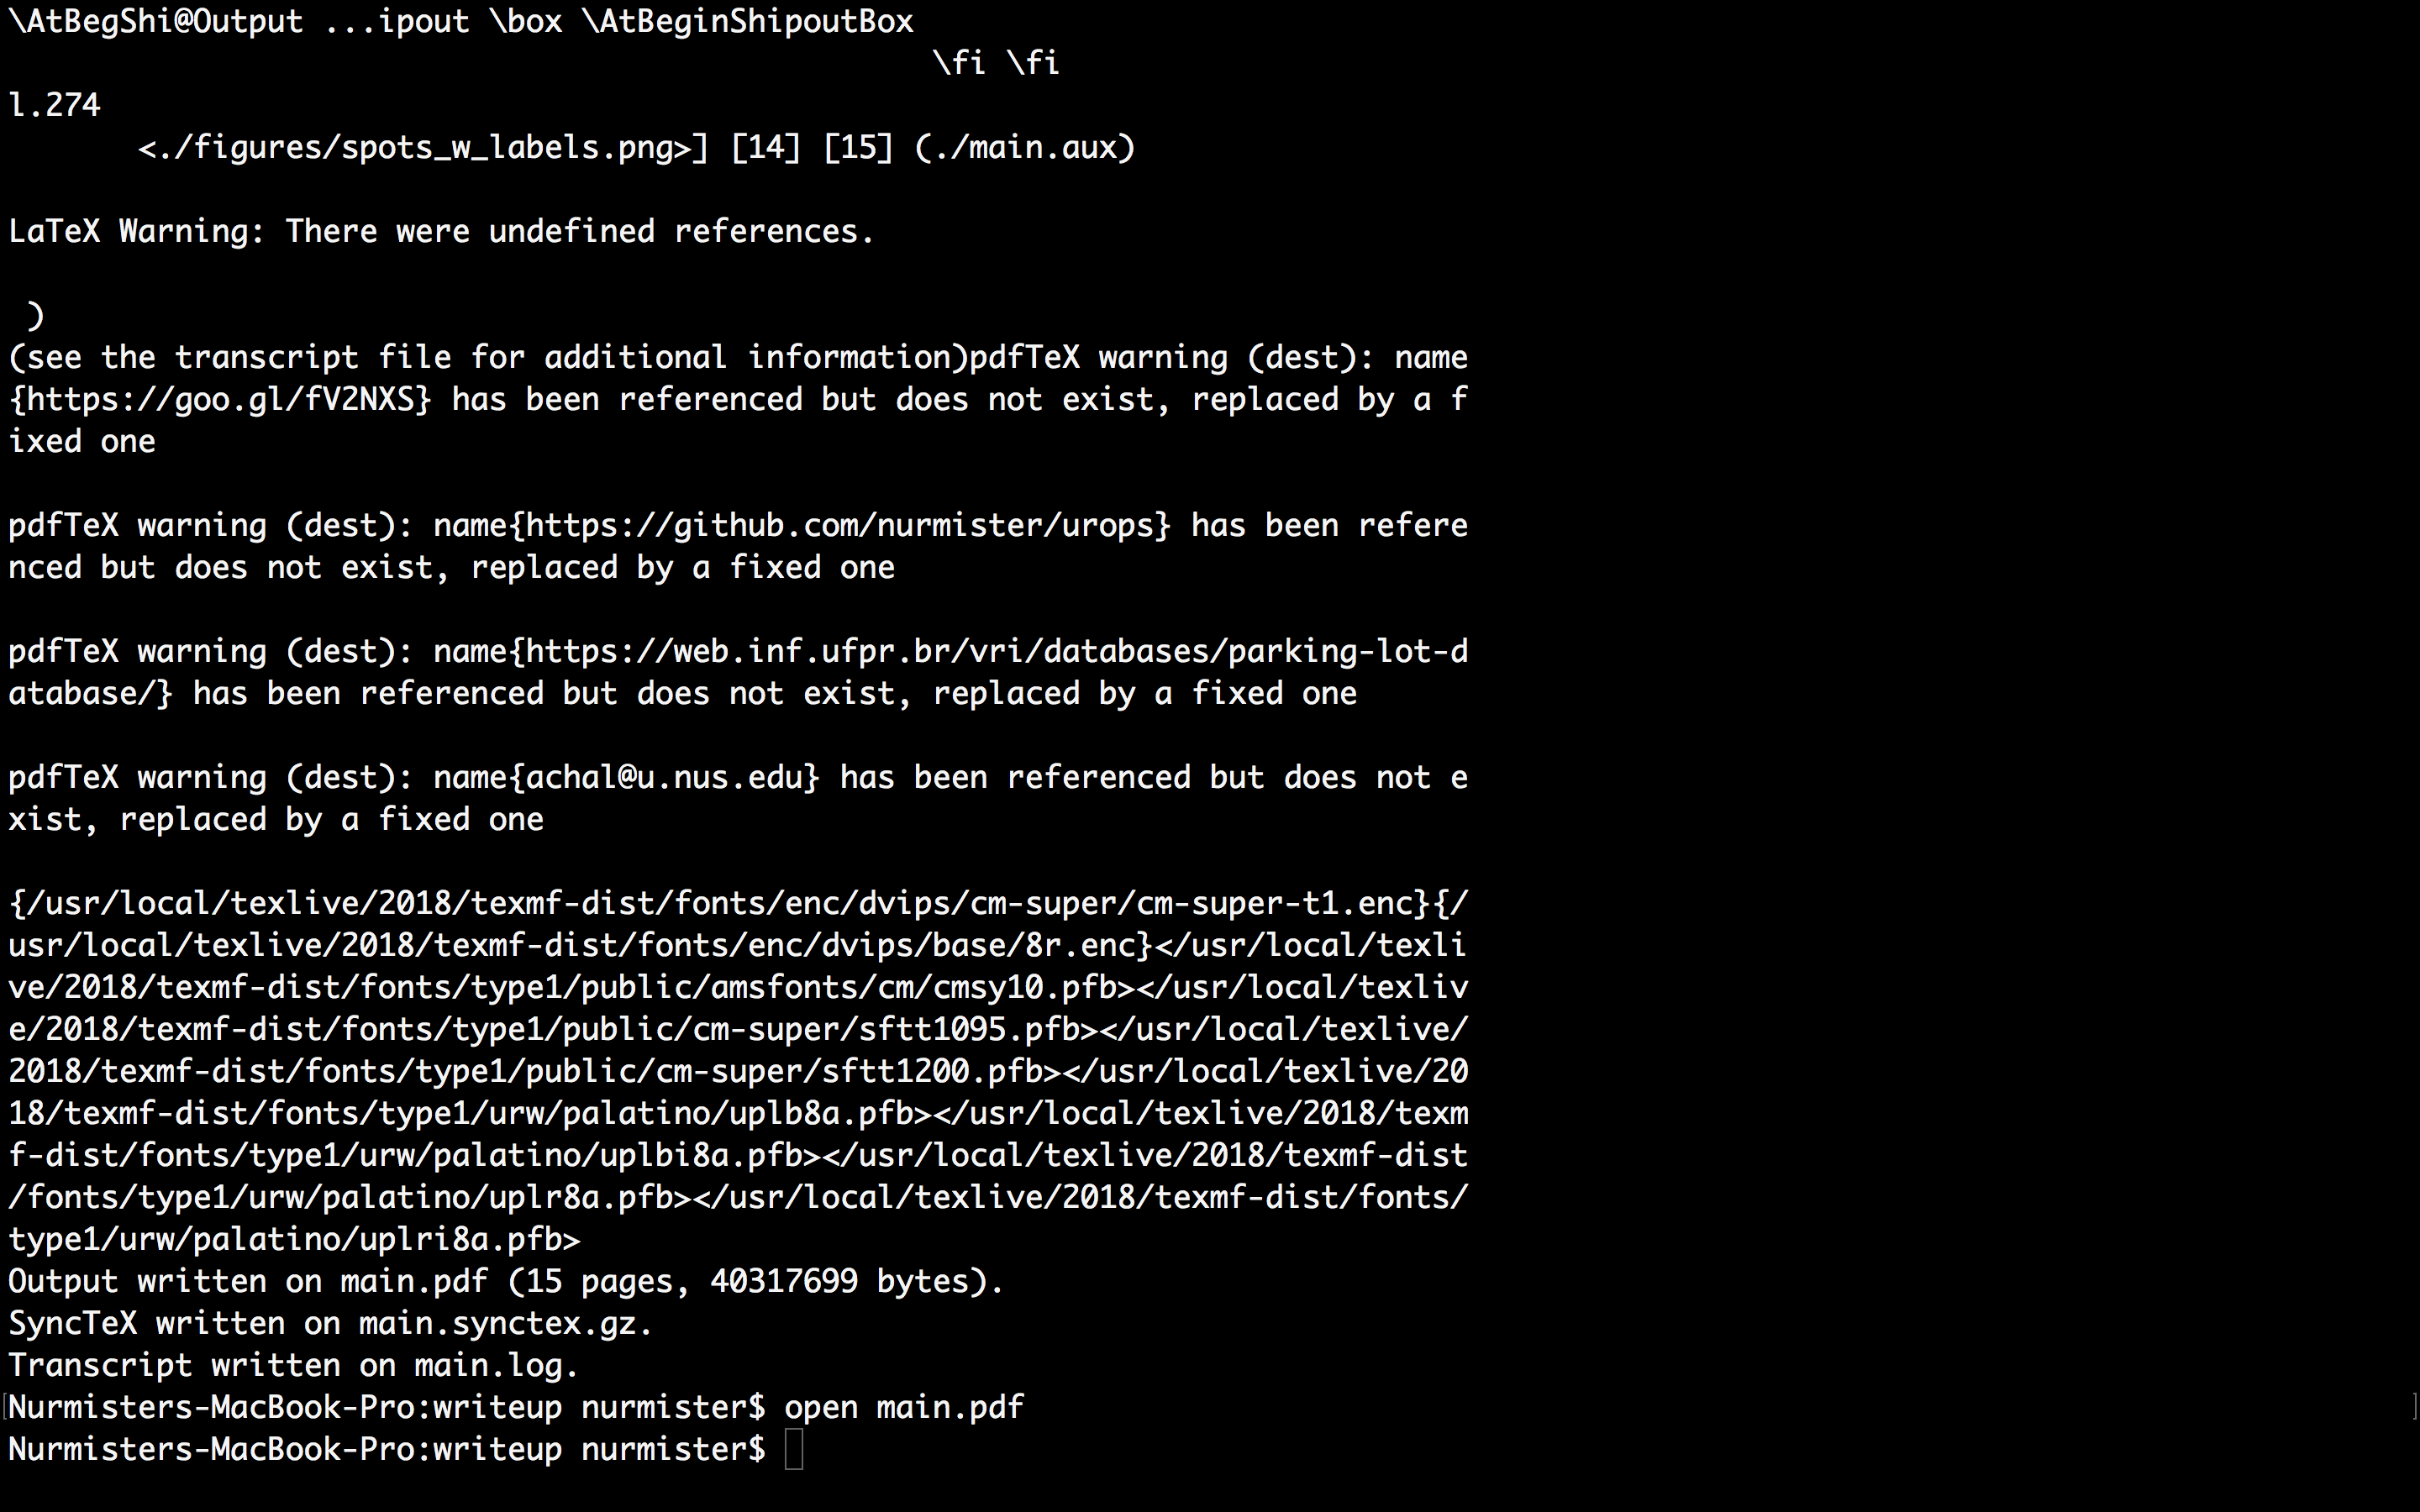 \AtBegShi@Output ...ipout \box \AtBeginShipoutBox
\fi \fi
l.274
<./figures/spots_w_labels.png>] [14] [15] (./main.aux)
LaTeX Warning: There were undefined references.
)
(see the transcript file for additional information)pdfTeX warning (dest): name
{https://goo.gl/fV2NXS} has been referenced but does not exist, replaced by a f
ixed one
pdfTeX warning (dest): name{https://github.com/nurmister/urops} has been refere
nced but does not exist, replaced by a fixed one
pdfTeX warning (dest): name{https://web.inf.ufpr.br/vri/databases/parking-lot-d
atabase/} has been referenced but does not exist, replaced by a fixed one
pdfTeX warning (dest): name{achal@u.nus.edu} has been referenced but does not e
xist, replaced by a fixed one
{/usr/local/texlive/2018/texmf-dist/fonts/enc/dvips/cm-super/cm-super-t1.enc}{/
usr/local/texlive/2018/texmf-dist/fonts/enc/dvips/base/8r.enc}</usr/local/texli
ve/2018/texmf-dist/fonts/type1/public/amsfonts/cm/cmsy10.pfb></usr/local/texliv
e/2018/texmf-dist/fonts/type1/public/cm-super/sftt1095.pfb></usr/local/texlive/
2018/texmf-dist/fonts/type1/public/cm-super/sftt1200.pfb></usr/local/texlive/20
18/texmf-dist/fonts/type1/urw/palatino/uplb8a.pfb></usr/local/texlive/2018/texm
f-dist/fonts/type1/urw/palatino/uplbi8a.pfb></usr/local/texlive/2018/texmf-dist
/fonts/type1/urw/palatino/uplr8a.pfb></usr/local/texlive/2018/texmf-dist/fonts/
type1/urw/palatino/uplri8a.pfb>
Output written on main.pdf (15 pages, 40317699 bytes).
SyncTeX written on main.synctex.gz.
Transcript written on main.log.
[Nurmisters-MacBook-Pro:writeup nurmister$ open main.pdf ]
Nurmisters-MacBook-Pro:writeup nurmister$